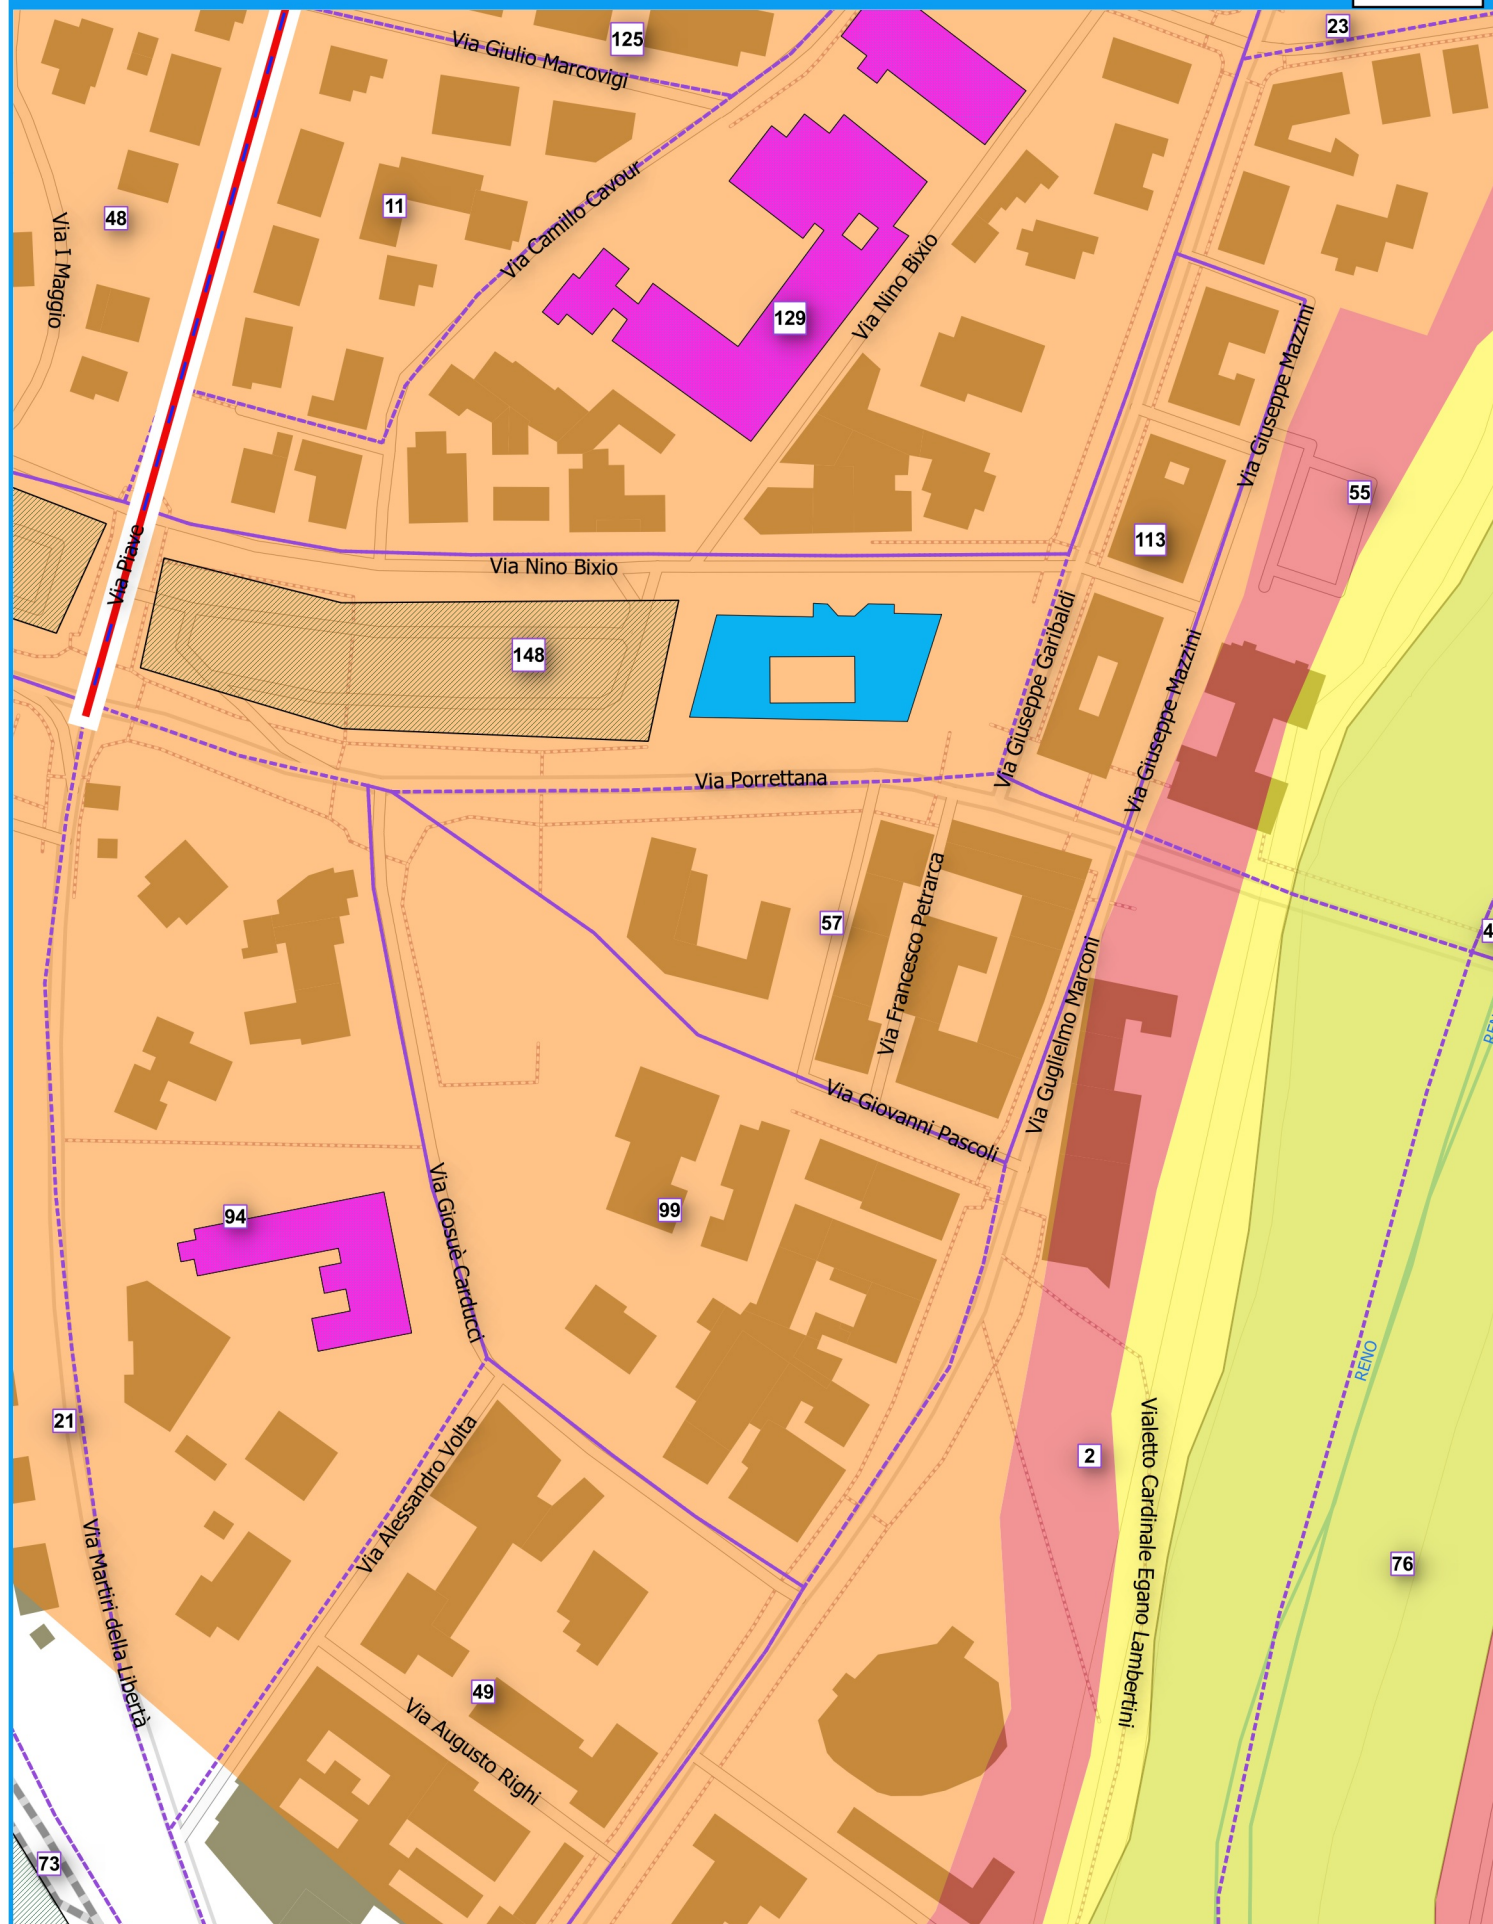 23
125
Via Giulio Marcovigi
48
11
Via I Maggio
Via Camillo Cavour
129
Via Nino Bixio
Via Giuseppe Mazzini
55
113
Via Piave
Via Nino Bixio
148
Via Giuseppe Garibaldi
Via Giuseppe Mazzini
Via Porrettana
57
Via Francesco Petrarca
Via Guglielmo Marconi
Via Giovanni Pascoli
94
99
Via Giosuè Carducci
RENO
21
2
Via Alessandro Volta
Vialetto Cardinale Egano Lambertini
76
Via Martiri della Libertà
49
Via Augusto Righi
73